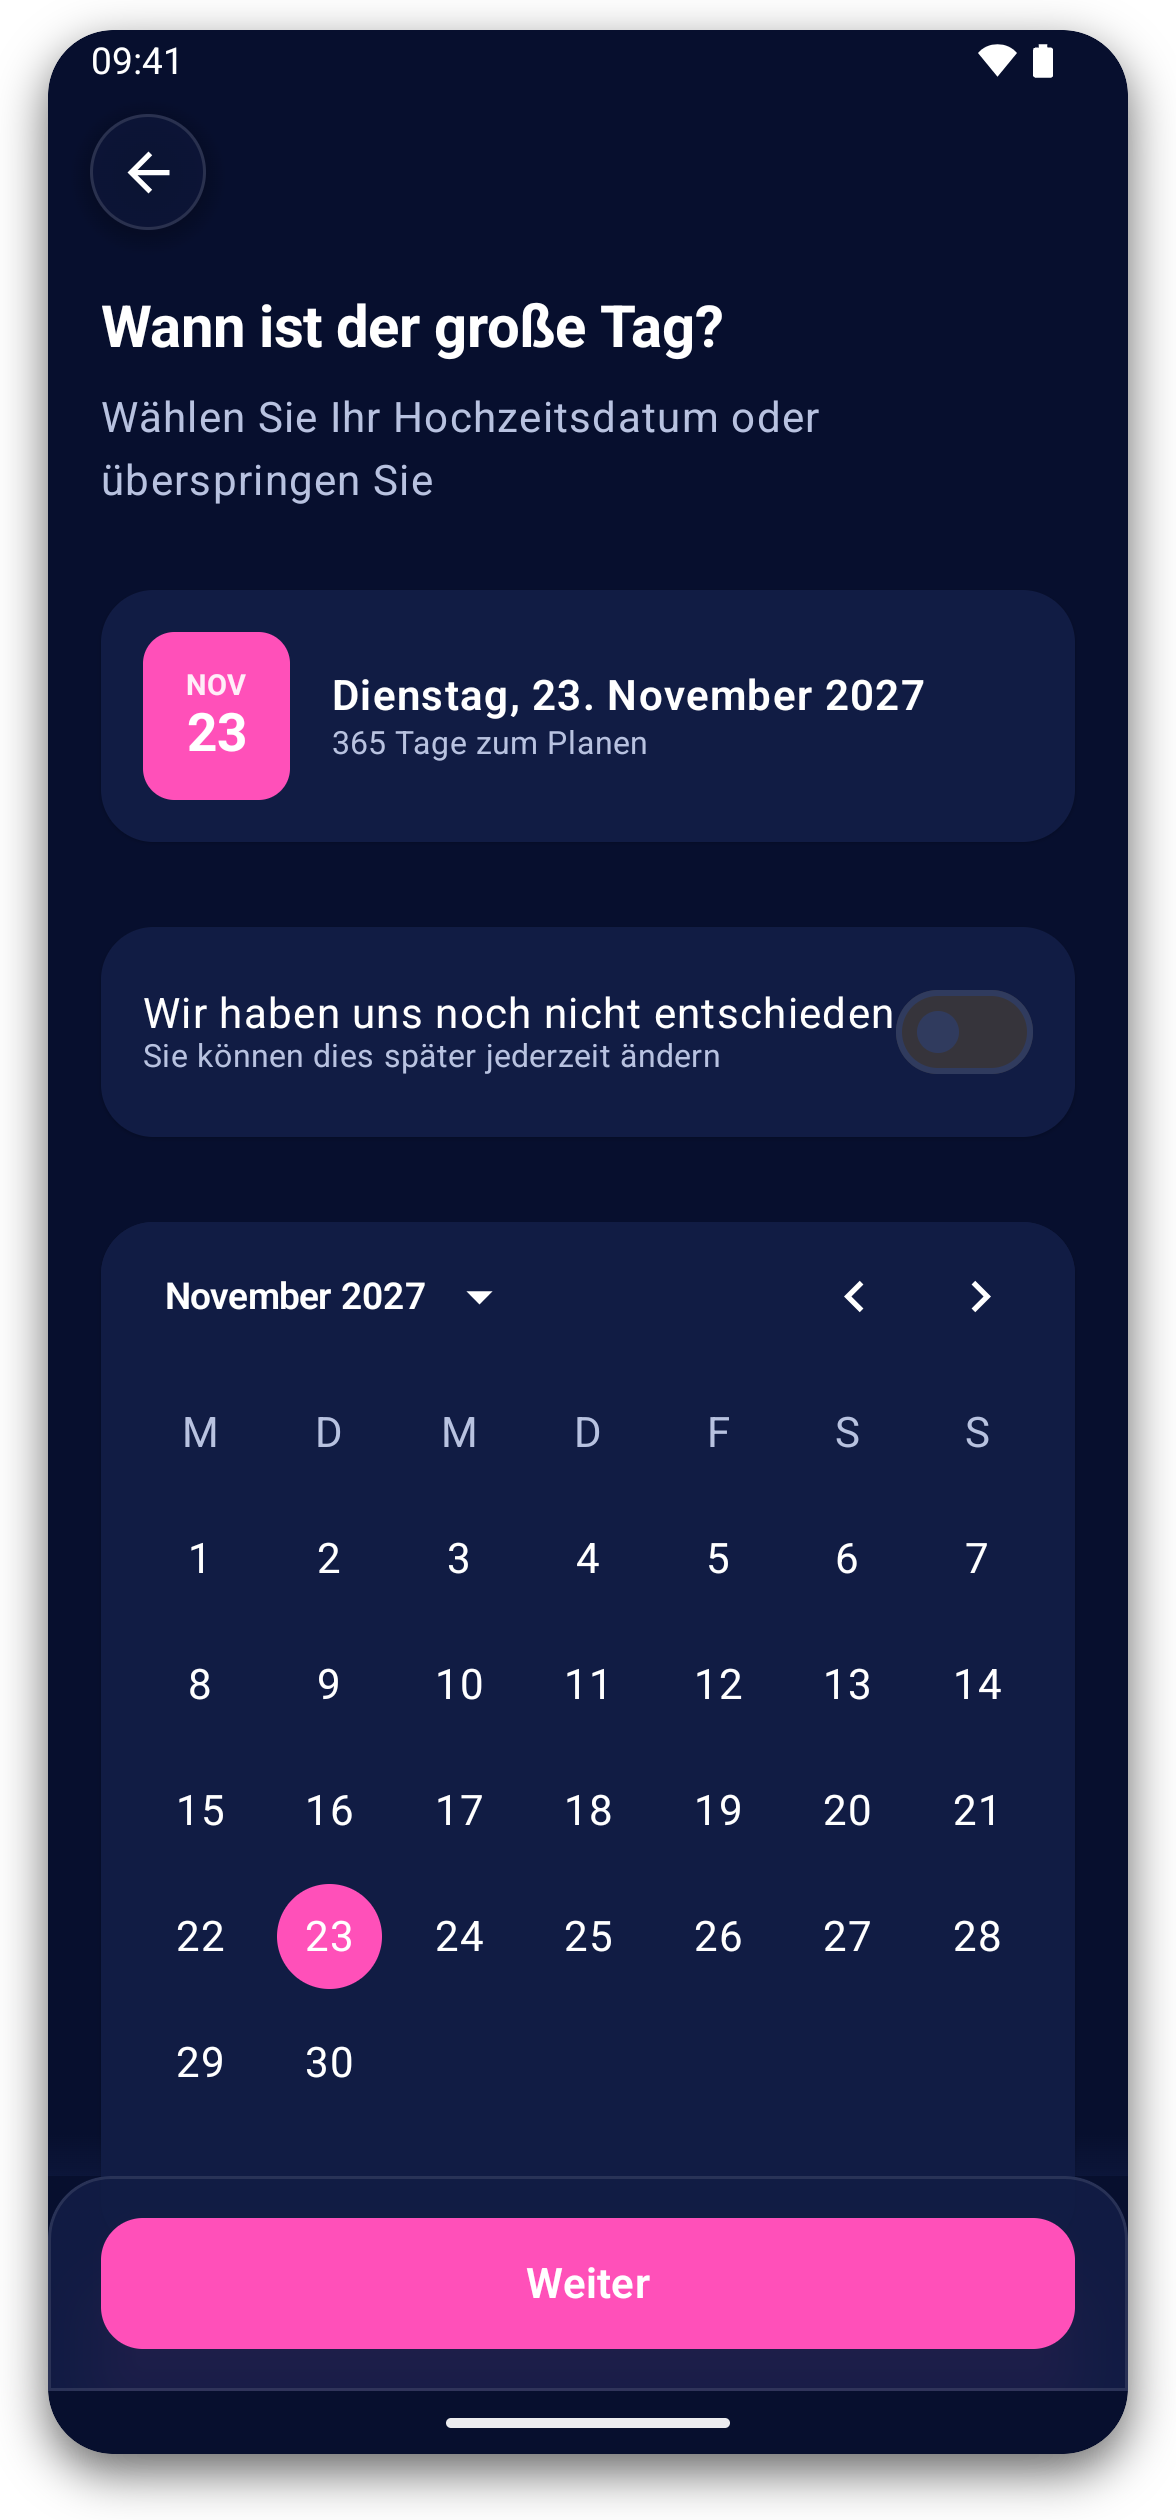 09:41
Wann ist der große Tag?
Wählen Sie Ihr Hochzeitsdatum oder
überspringen Sie
NOV
23
Dienstag, 23. November 2027
365 Tage zum Planen
Wir haben uns noch nicht entschieden
Sie können dies später jederzeit ändern
November 2027
M D M D F S S
1 2 3 4 5 6 7
8 9 10 11 12 13 14
15 16 17 18 19 20 21
22 23 24 25 26 27 28
29 30
Weiter